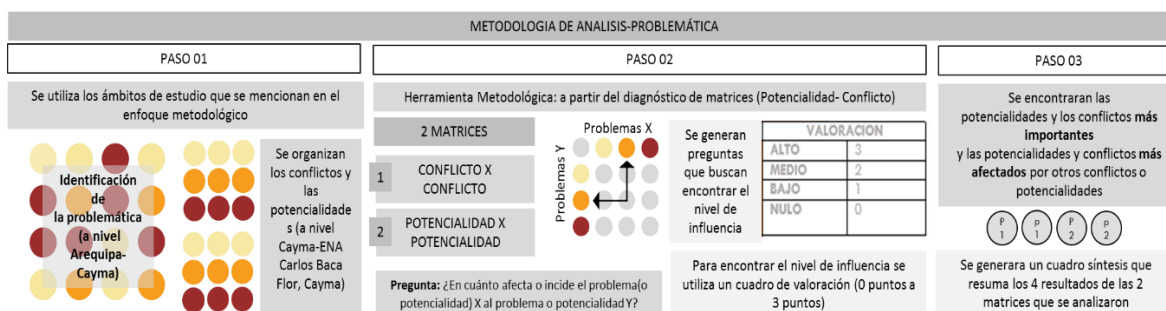 METODOLOGIA DE ANALISIS-PROBLEMÁTICA
PASO 01
Se utiliza los ámbitos de estudio que se mencionan en el
enfoque metodológico
Identificación
de
la problemática
(a nivel
Arequipa-
Cayma)
Se organizan
los conflictos y
las
potencialidade
s (a nivel
Cayma-ENA
Carlos Baca
Flor, Cayma)
PASO 02
Herramienta Metodológica: a partir del diagnóstico de matrices (Potencialidad- Conflicto)
2 MATRICES
1
CONFLICTO X
CONFLICTO
2
POTENCIALIDAD X
POTENCIALIDAD
Problemas X
Problemas Y
Se generan
preguntas
que buscan
encontrar el
nivel de
influencia
VALORACION
ALTO 3
MEDIO 2
BAJO 1
NULO 0
Pregunta: ¿En cuánto afecta o incide el problema(o
potencialidad) X al problema o potencialidad Y?
Para encontrar el nivel de influencia se
utiliza un cuadro de valoración (0 puntos a
3 puntos)
PASO 03
Se encontraran las
potencialidades y los conflictos más
importantes
y las potencialidades y conflictos más
afectados por otros conflictos o
potencialidades
P
1
p
1
P
2
p
2
Se generara un cuadro síntesis que
resuma los 4 resultados de las 2
matrices que se analizaron